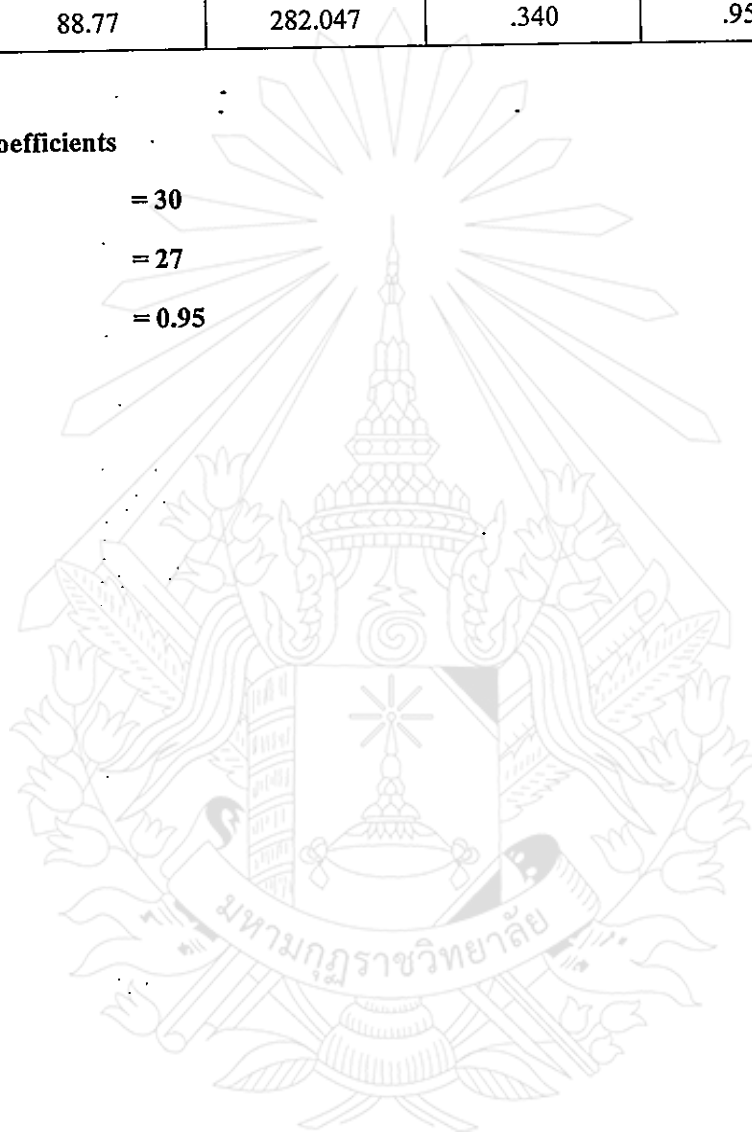 88.77 282.047 .340 .95
oefficients
= 30
= 27
= 0.95
มหามกุฏราชวิทยาลัย